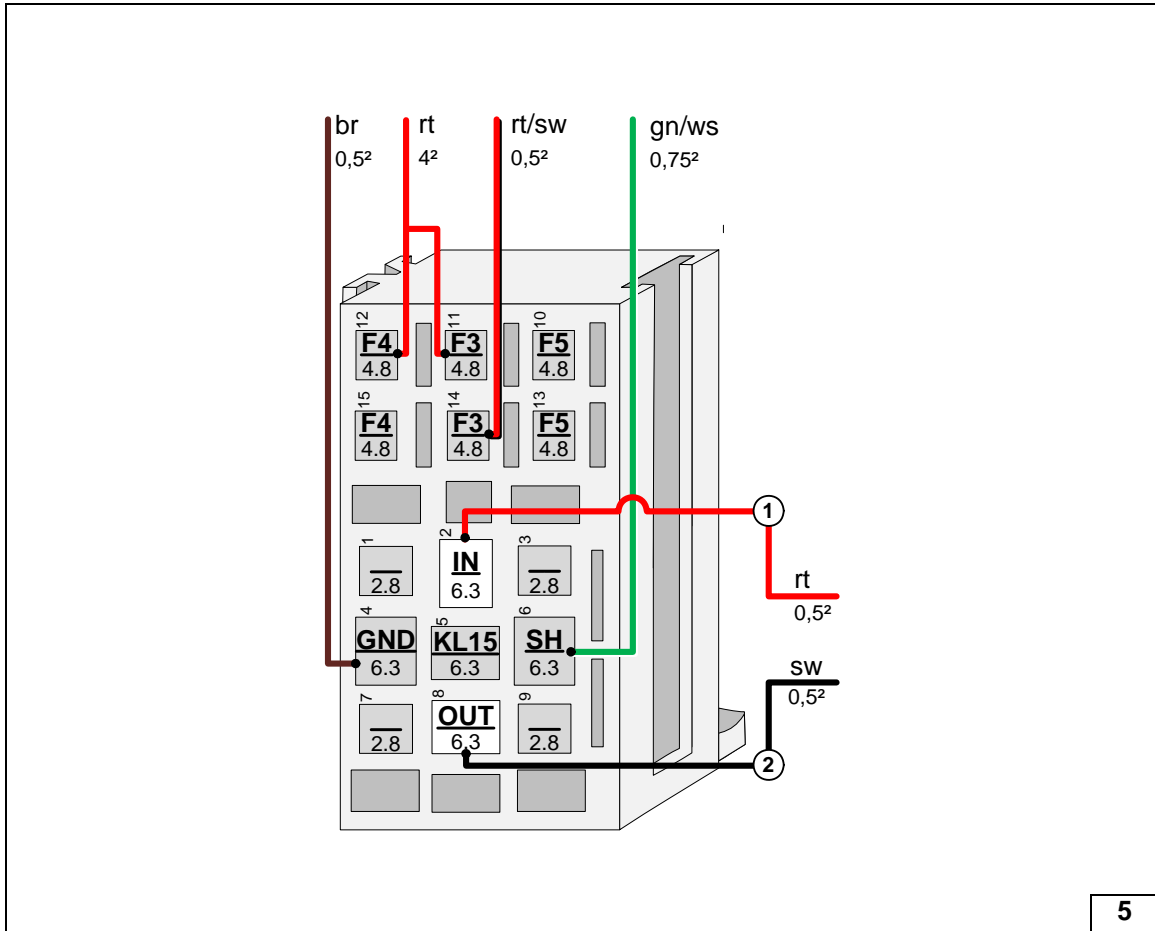 br rt rt/sw gn/ws
0,5² 4² 0,5² 0,75²
12 11 10
F4 F3 F5
4.8 4.8 4.8
15 14 13
F4 F3 F5
4.8 4.8 4.8
1
1 2 3
IN
2.8 6.3 2.8
rt
0,5²
4 5 6
GND KL15 SH
6.3 6.3 6.3
sw
0,5²
7 8 9
OUT
2.8 6.3 2.8
2
5